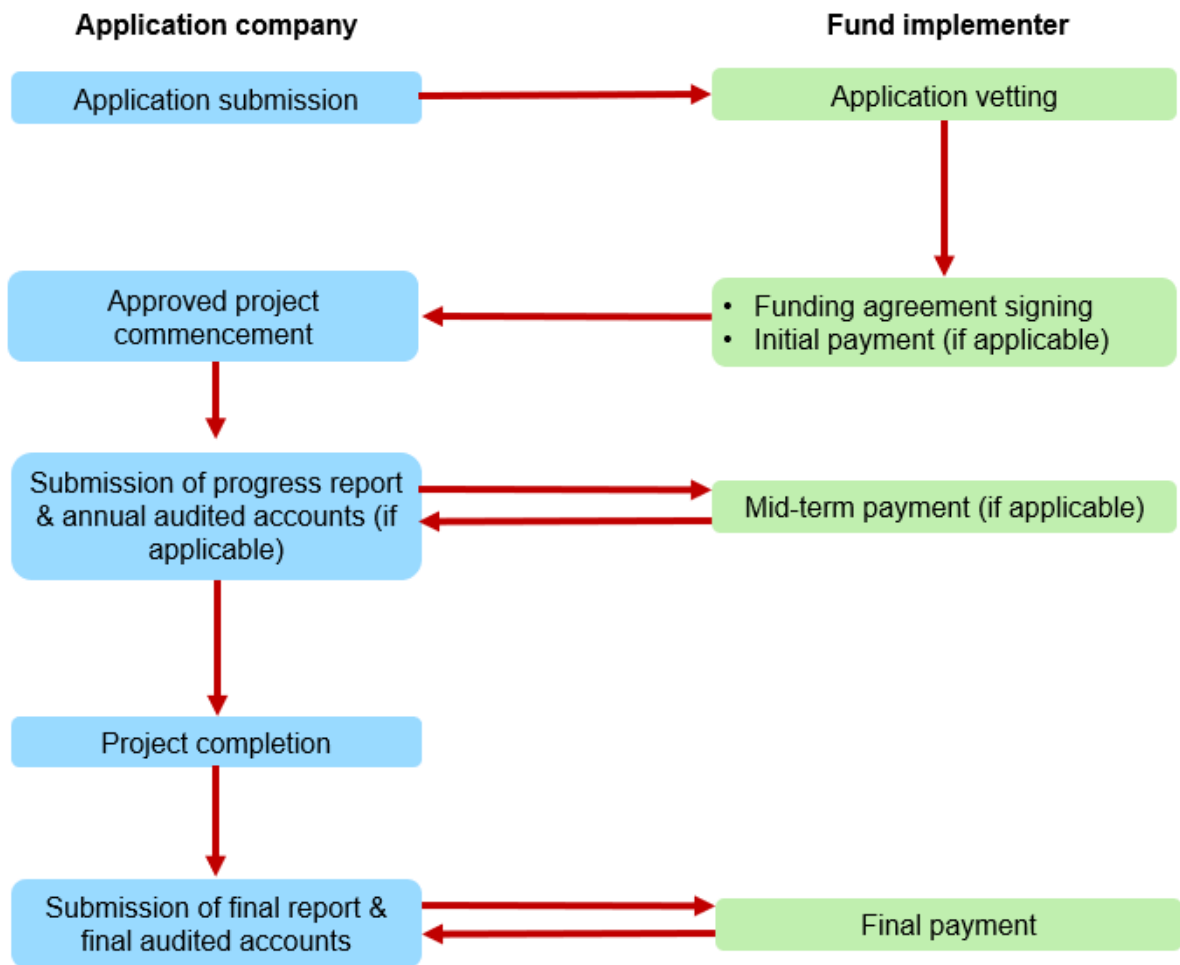 Application company
Fund implementer
Application submission
Application vetting
Approved project
commencement
• Funding agreement signing
• Initial payment (if applicable)
Submission of progress report
& annual audited accounts (if
applicable)
Mid-term payment (if applicable)
Project completion
Submission of final report &
final audited accounts
Final payment